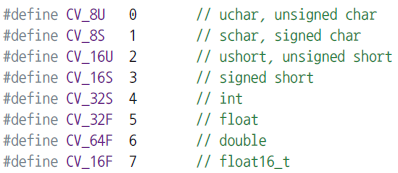 #define CV_8U 0 // uchar, unsigned char
#define CV_8S 1 // schar, signed char
#define CV_16U 2 // ushort, unsigned short
#define CV_16S 3 // signed short
#define CV_32S 4 // int
#define CV_32F 5 // float
#define CV_64F 6 // double
#define CV_16F 7 // float16_t